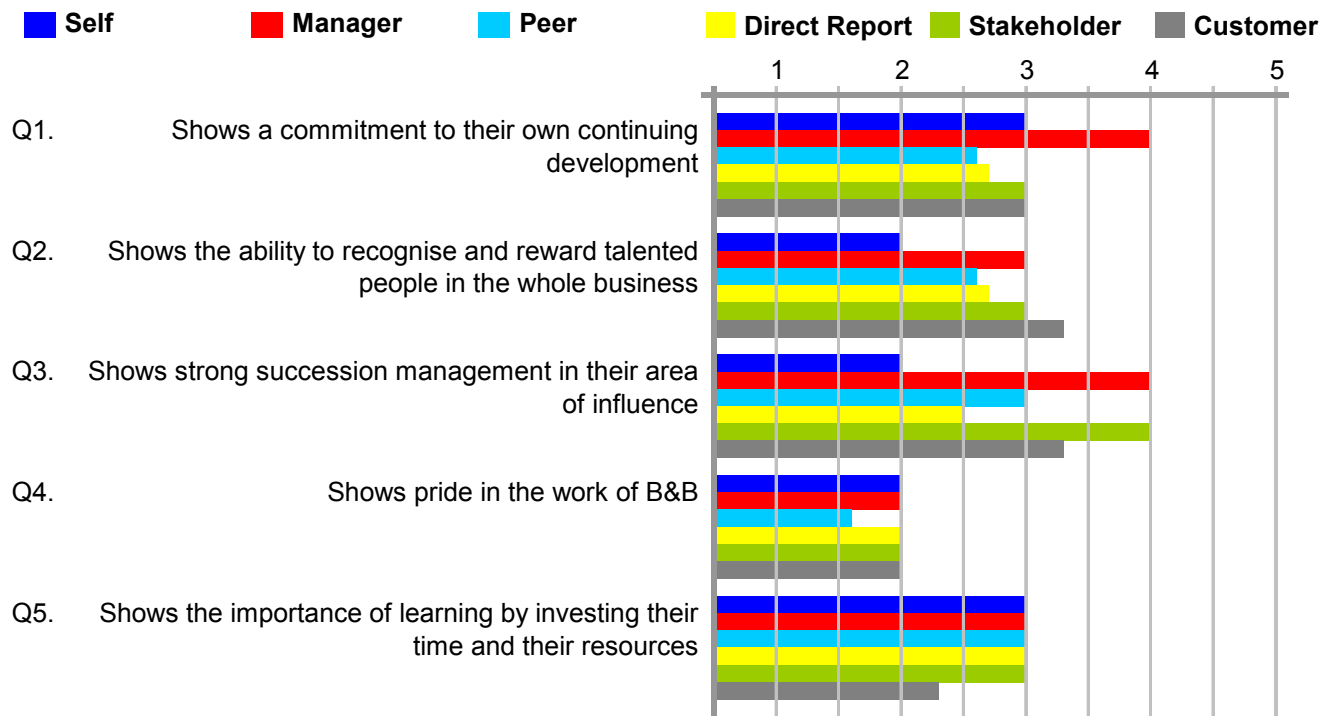 Self Manager Peer Direct Report Stakeholder Customer
1 2 3 4 5
Q1. Shows a commitment to their own continuing
development
Q2. Shows the ability to recognise and reward talented
people in the whole business
Q3. Shows strong succession management in their area
of influence
Q4. Shows pride in the work of B&B
Q5. Shows the importance of learning by investing their
time and their resources